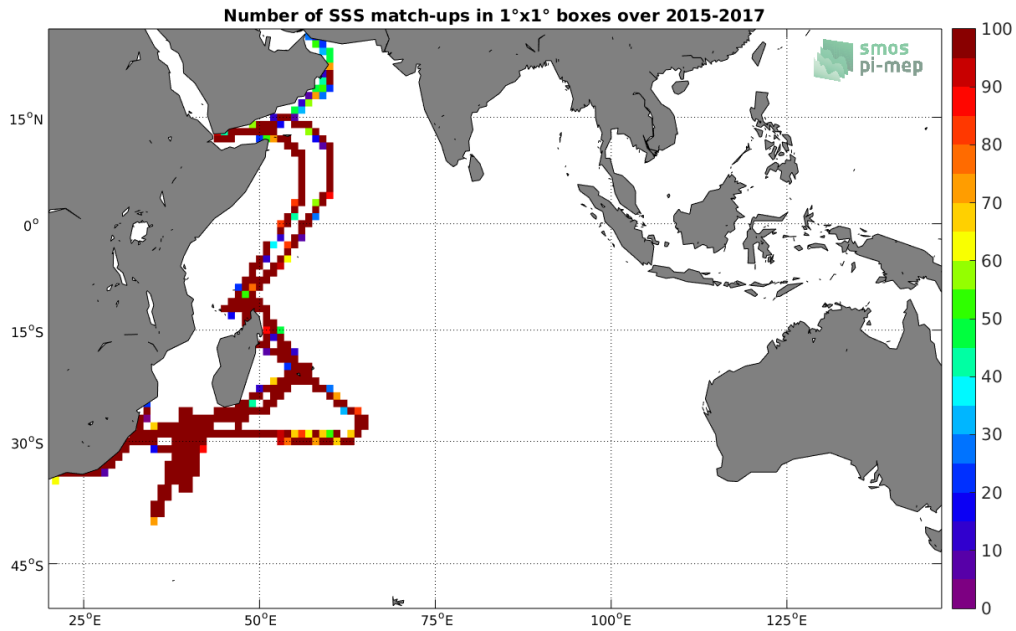 Number of SSS match-ups in 1°x1° boxes over 2015-2017
smos
pi-mep
100
90
80
70
60
50
40
30
20
10
0
15°N
0°
15°S
30°S
45°S
25°E
50°E
75°E
100°E
125°E